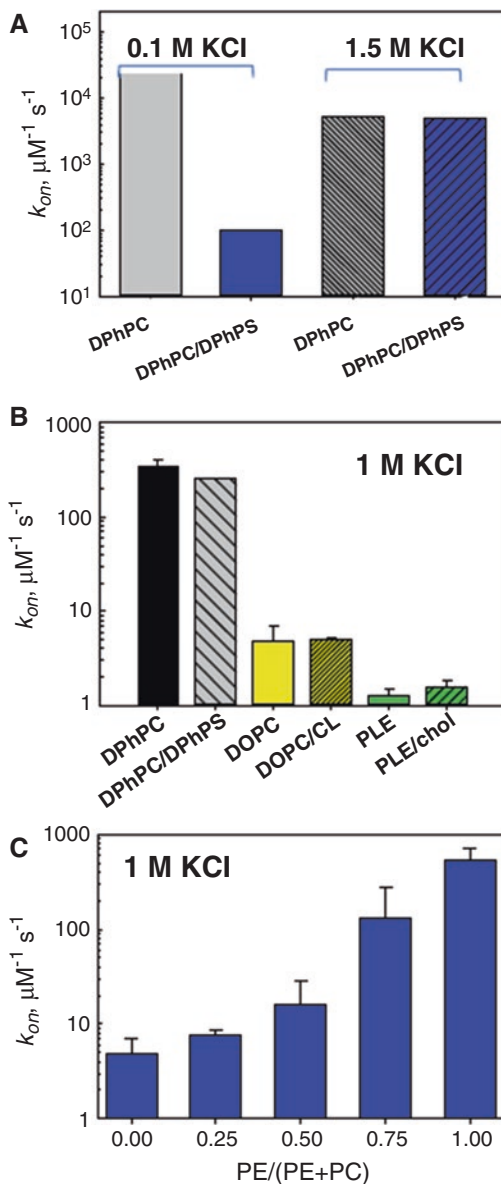 A
0.1 M KCl
1.5 M KCl
kon, µM-1 s-1
10^5
10^4
10^3
10^2
10^1
DPhPC
DPhPC/DPhPS
DPhPC
DPhPC/DPhPS
B
1 M KCl
kon, µM-1 s-1
1000
100
10
1
DPhPC
DPhPC/DPhPS
DOPC
DOPC/CL
PLE
PLE/chol
C
1 M KCl
kon, µM-1 s-1
1000
100
10
1
0.00 0.25 0.50 0.75 1.00
PE/(PE+PC)